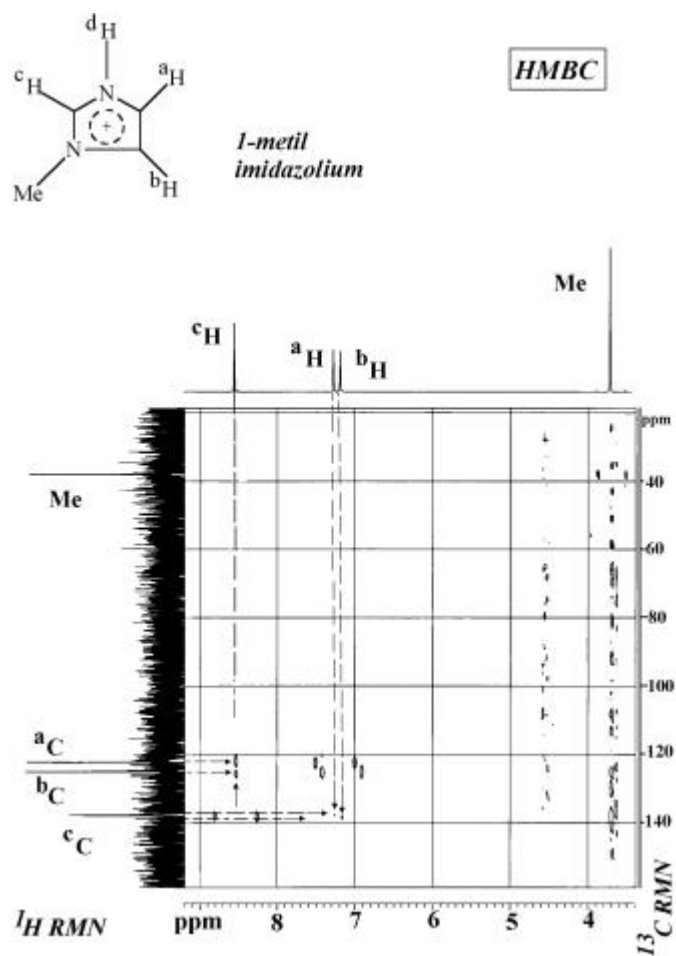 dH
cH
aH
N
+
N
Me
bH
HMBC
1-metil
imidazolium
Me
cH
aH
bH
ppm
Me
40
60
80
100
120
140
aC
bC
cC
1H RMN
ppm
8
7
6
5
4
13C RMN